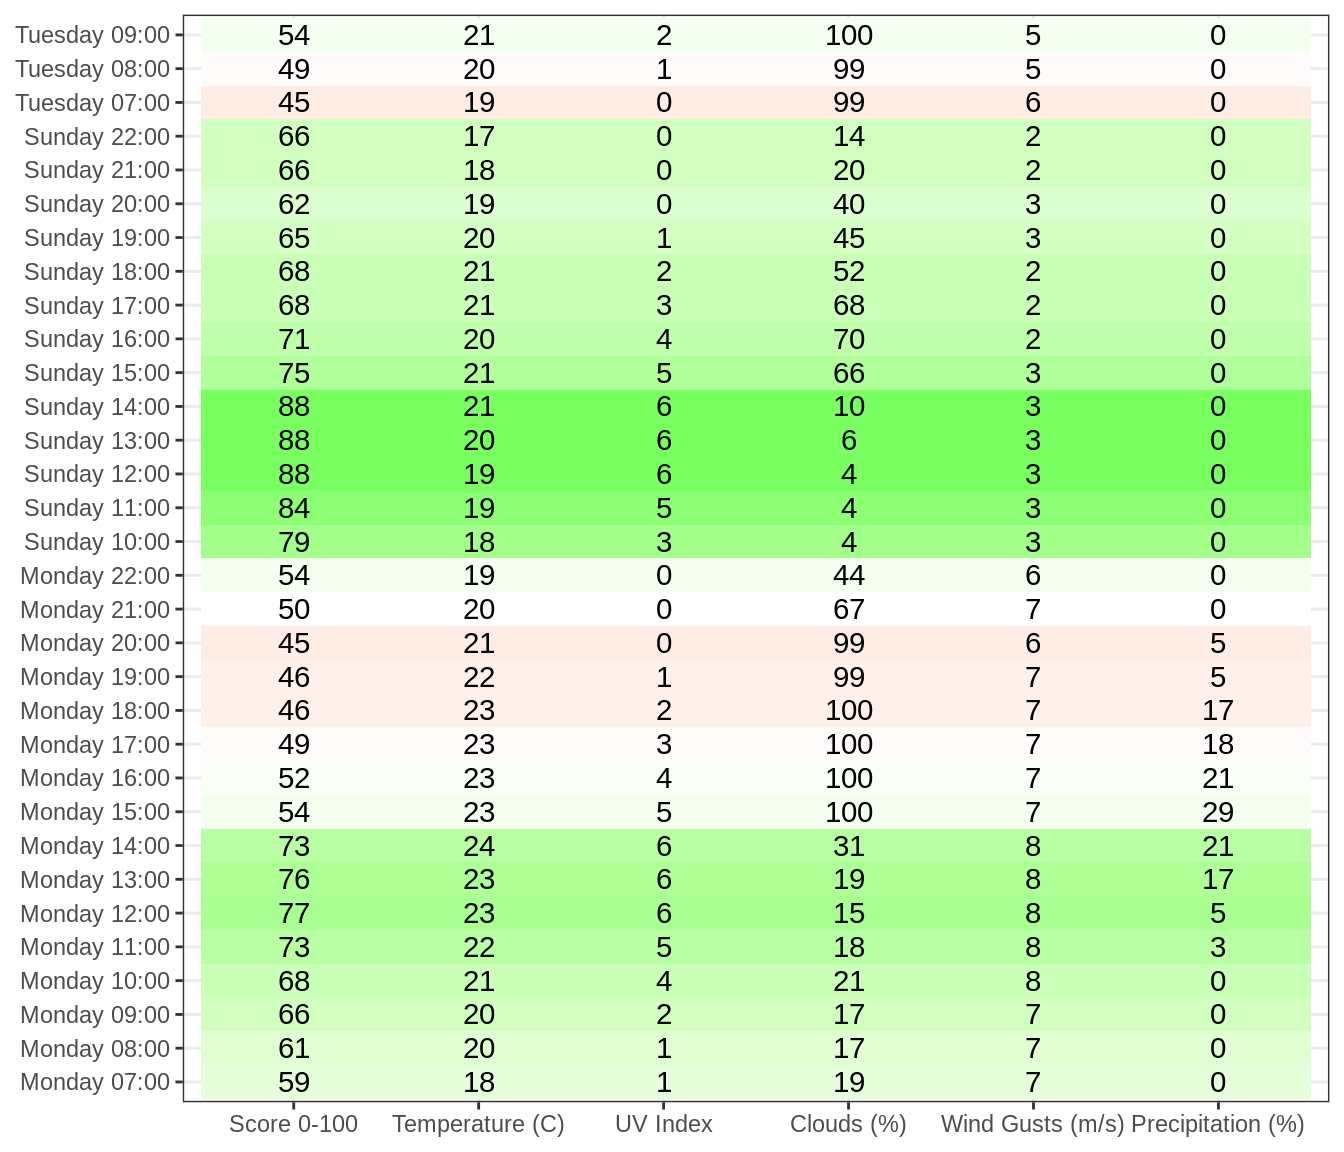 Tuesday 09:00 54 21 2 100 5 0
Tuesday 08:00 49 20 1 99 5 0
Tuesday 07:00 45 19 0 99 6 0
Sunday 22:00 66 17 0 14 2 0
Sunday 21:00 66 18 0 20 2 0
Sunday 20:00 62 19 0 40 3 0
Sunday 19:00 65 20 1 45 3 0
Sunday 18:00 68 21 2 52 2 0
Sunday 17:00 68 21 3 68 2 0
Sunday 16:00 71 20 4 70 2 0
Sunday 15:00 75 21 5 66 3 0
Sunday 14:00 88 21 6 10 3 0
Sunday 13:00 88 20 6 6 3 0
Sunday 12:00 88 19 6 4 3 0
Sunday 11:00 84 19 5 4 3 0
Sunday 10:00 79 18 3 4 3 0
Monday 22:00 54 19 0 44 6 0
Monday 21:00 50 20 0 67 7 0
Monday 20:00 45 21 0 99 6 5
Monday 19:00 46 22 1 99 7 5
Monday 18:00 46 23 2 100 7 17
Monday 17:00 49 23 3 100 7 18
Monday 16:00 52 23 4 100 7 21
Monday 15:00 54 23 5 100 7 29
Monday 14:00 73 24 6 31 8 21
Monday 13:00 76 23 6 19 8 17
Monday 12:00 77 23 6 15 8 5
Monday 11:00 73 22 5 18 8 3
Monday 10:00 68 21 4 21 8 0
Monday 09:00 66 20 2 17 7 0
Monday 08:00 61 20 1 17 7 0
Monday 07:00 59 18 1 19 7 0
Score 0-100 Temperature (C) UV Index Clouds (%) Wind Gusts (m/s) Precipitation (%)